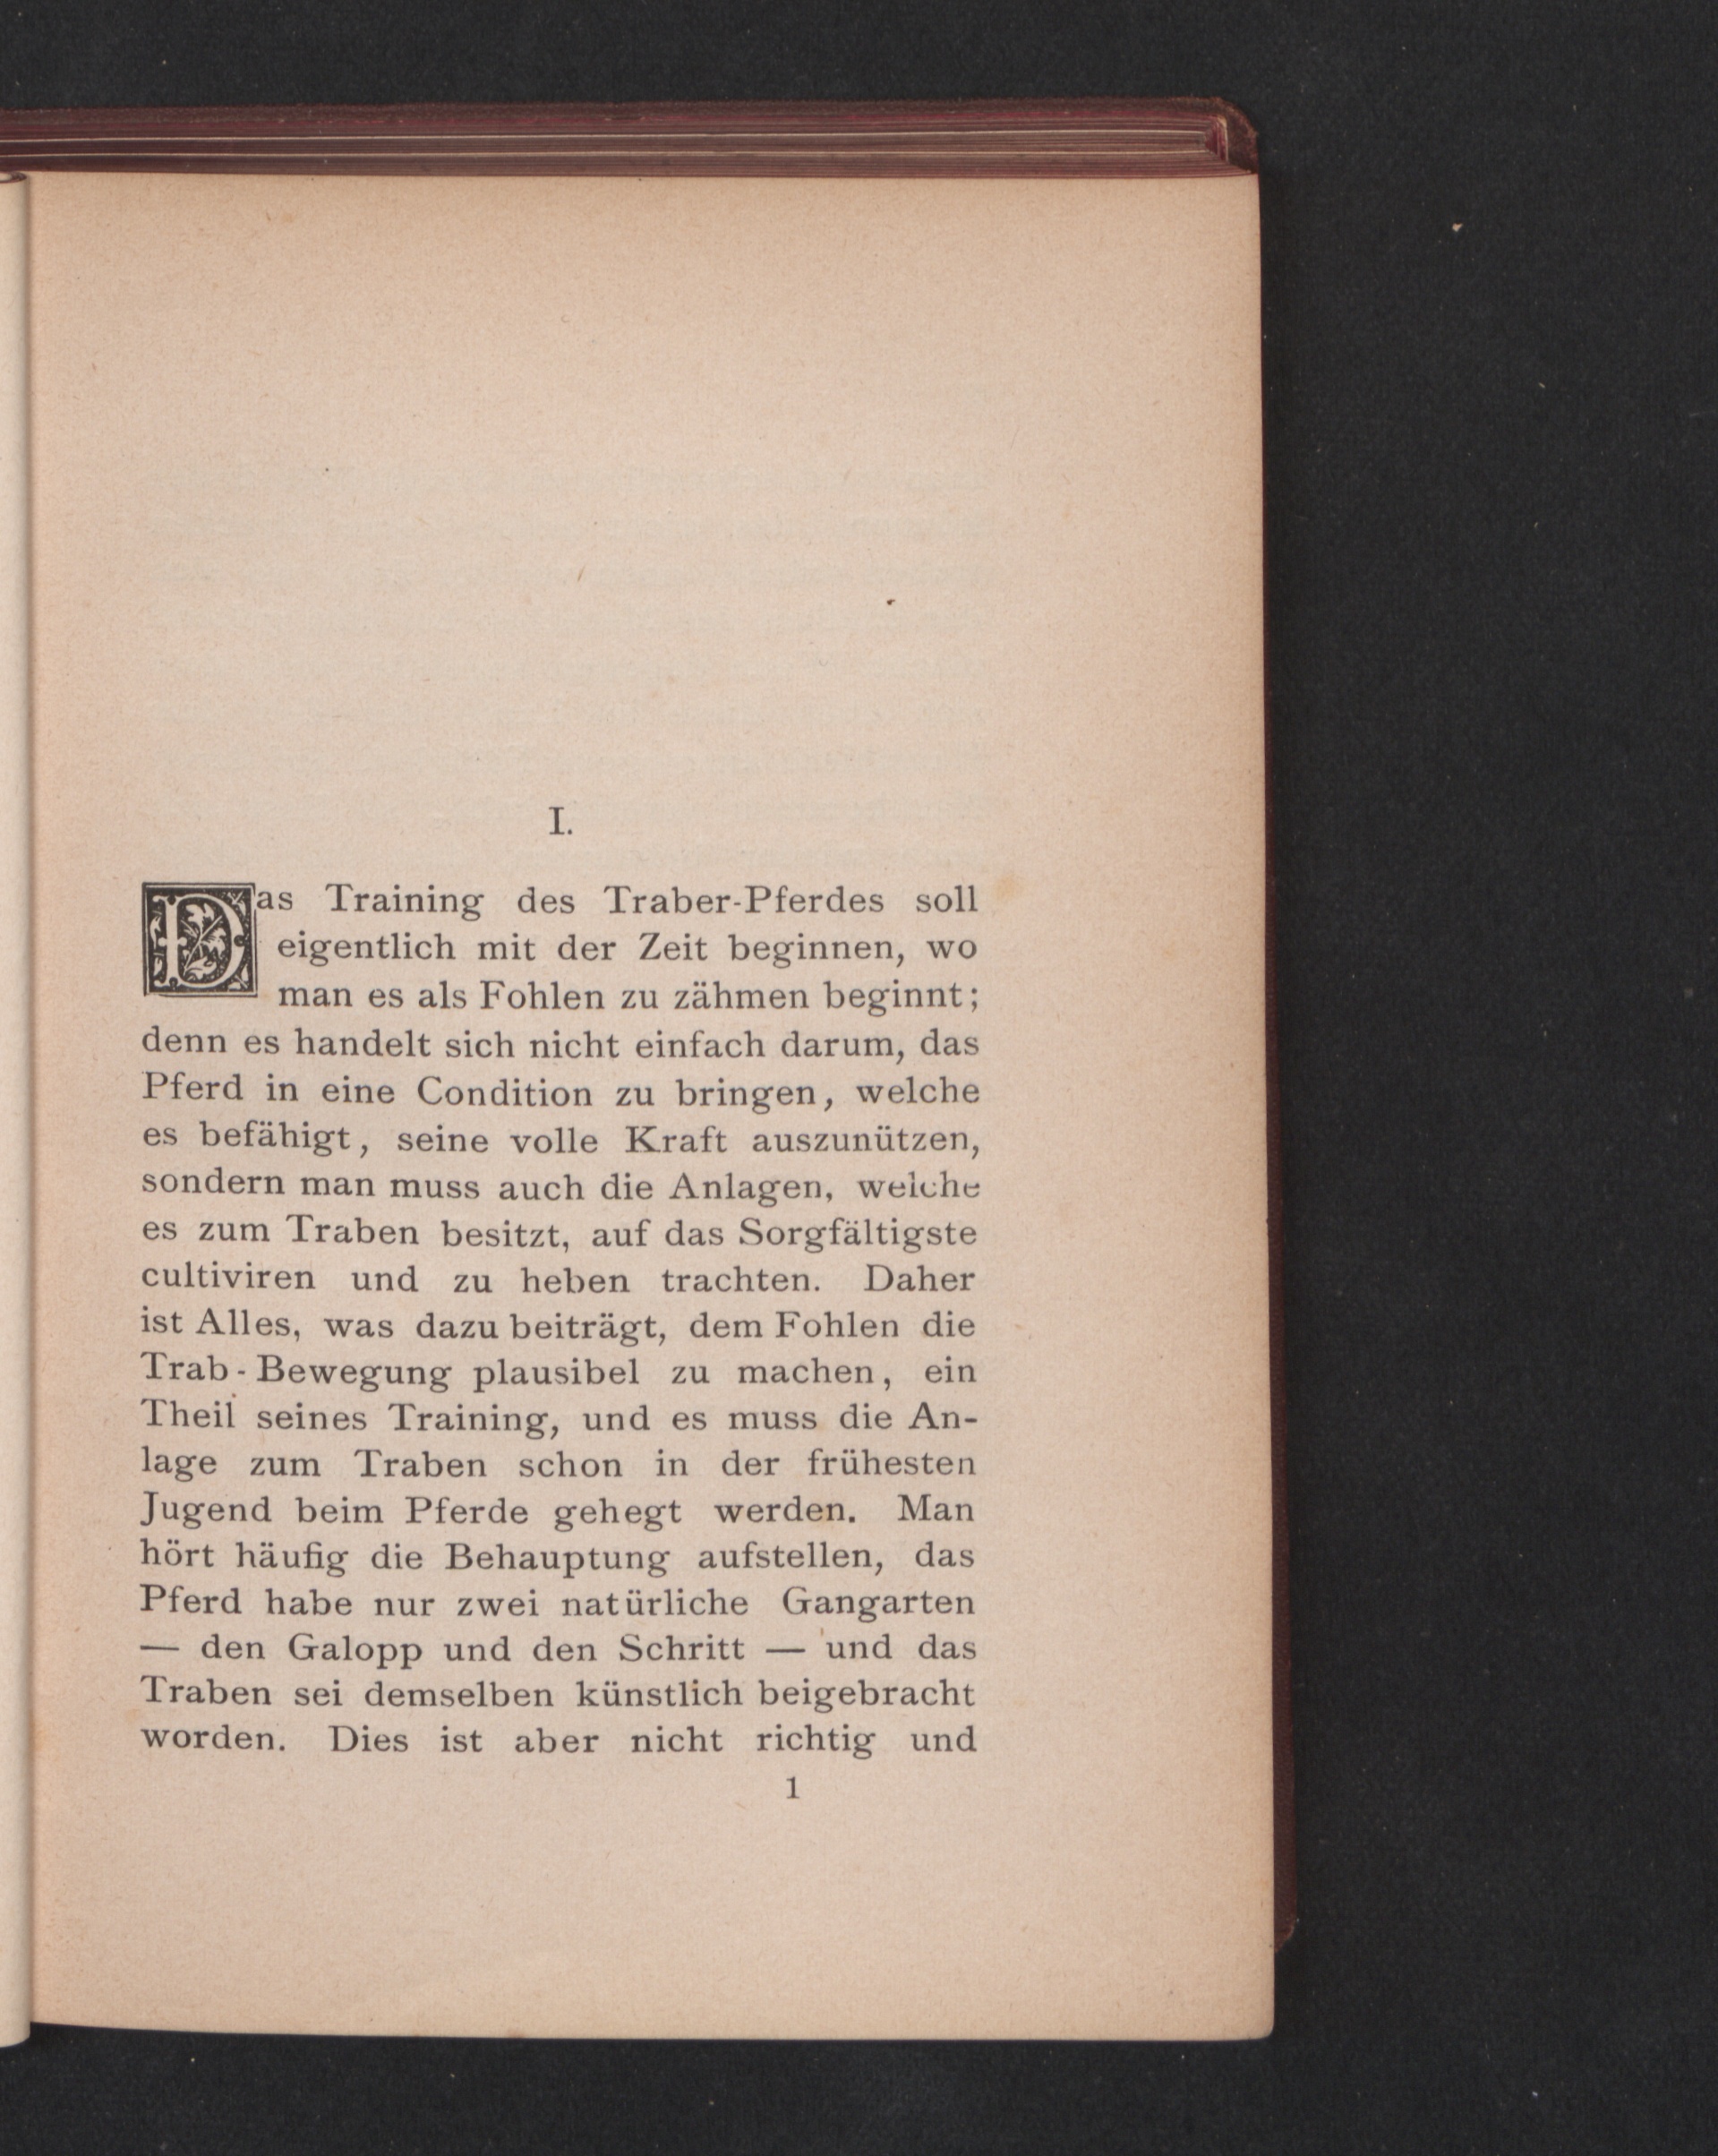 I.
Das Training des Traber-Pferdes soll
eigentlich mit der Zeit beginnen, wo
man es als Fohlen zu zähmen beginnt;
denn es handelt sich nicht einfach darum, das
Pferd in eine Condition zu bringen, welche
es befähigt, seine volle Kraft auszunützen,
sondern man muss auch die Anlagen, welche
es zum Traben besitzt, auf das Sorgfältigste
cultiviren und zu heben trachten. Daher
ist Alles, was dazu beiträgt, dem Fohlen die
Trab-Bewegung plausibel zu machen, ein
Theil seines Training, und es muss die An-
lage zum Traben schon in der frühesten
Jugend beim Pferde gehegt werden. Man
hört häufig die Behauptung aufstellen, das
Pferd habe nur zwei natürliche Gangarten
— den Galopp und den Schritt — und das
Traben sei demselben künstlich beigebracht
worden. Dies ist aber nicht richtig und
1